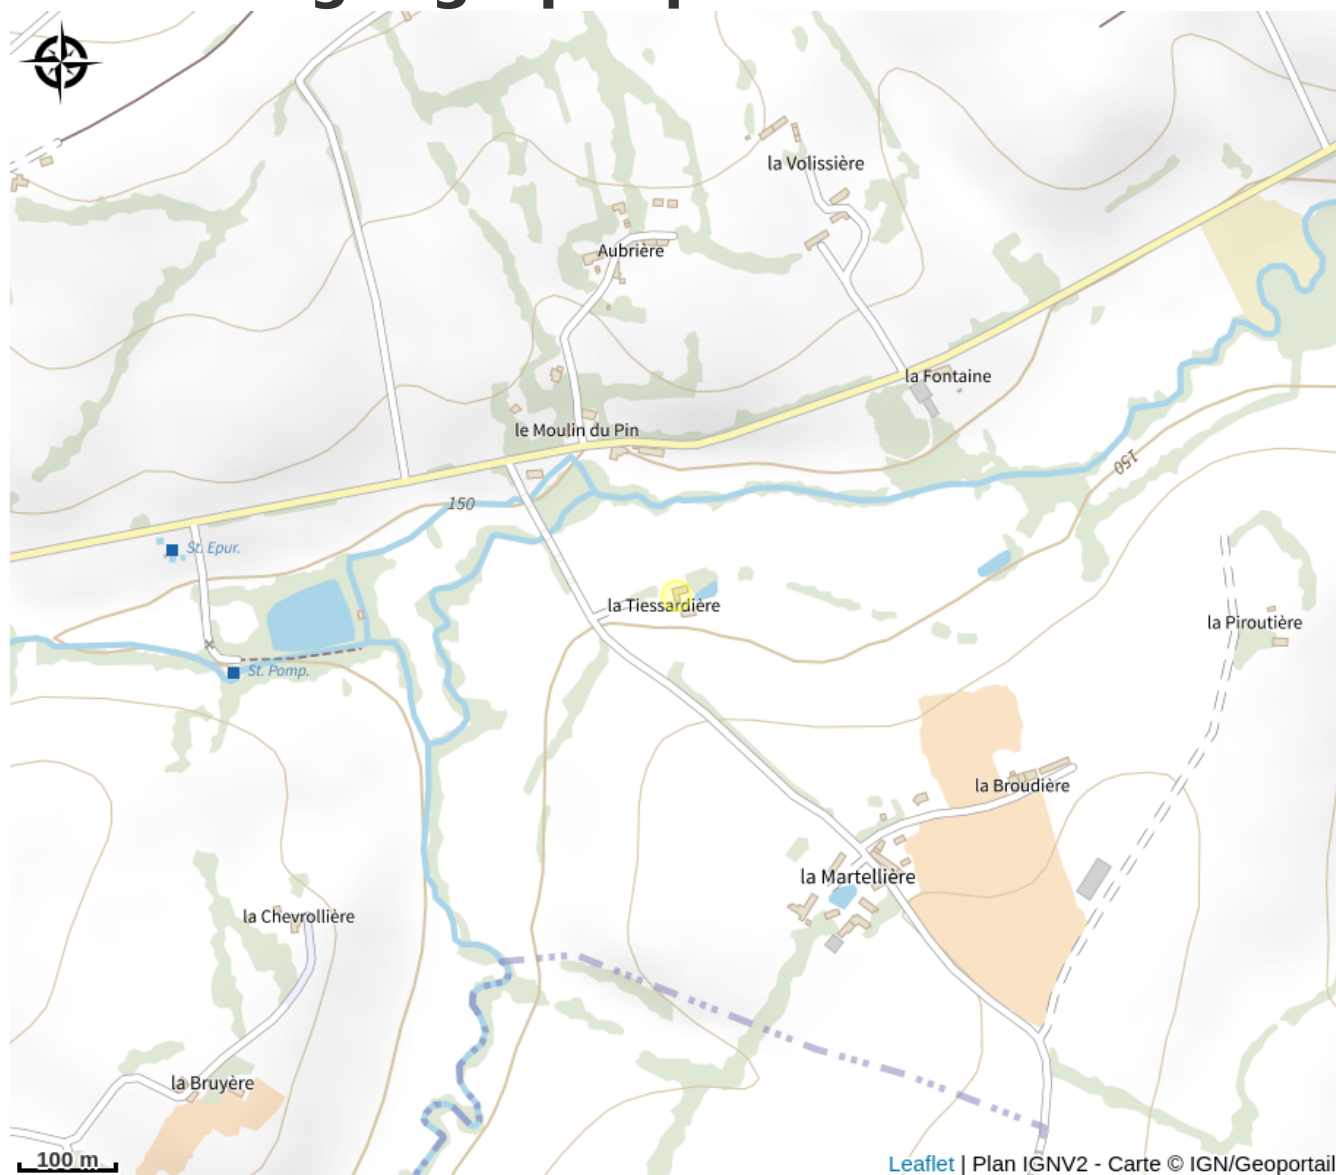 la Volissière
Aubrière
la Fontaine
le Moulin du Pin
150
150
St. Epur.
la Tiessardière
la Piroutière
St. Pomp.
la Broudière
la Martellière
la Chevrollière
la Bruyère
100 m
Leaflet | Plan IGNV2 - Carte © IGN/Geoportail